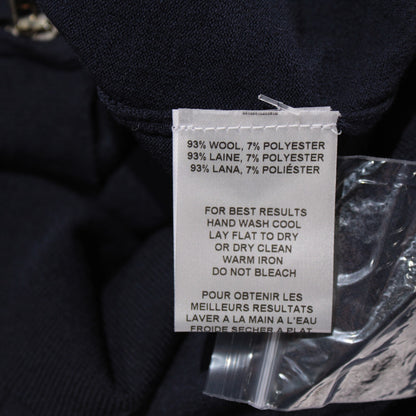 93% WOOL, 7% POLYESTER
93% LAINE, 7% POLYESTER
93% LANA, 7% POLIÉSTER
FOR BEST RESULTS
HAND WASH COOL
LAY FLAT TO DRY
OR DRY CLEAN
WARM IRON
DO NOT BLEACH
POUR OBTENIR LES
MEILLEURS RESULTATS
LAVER A LA MAIN A L'EAU
FROIDE SECHER A PLAT